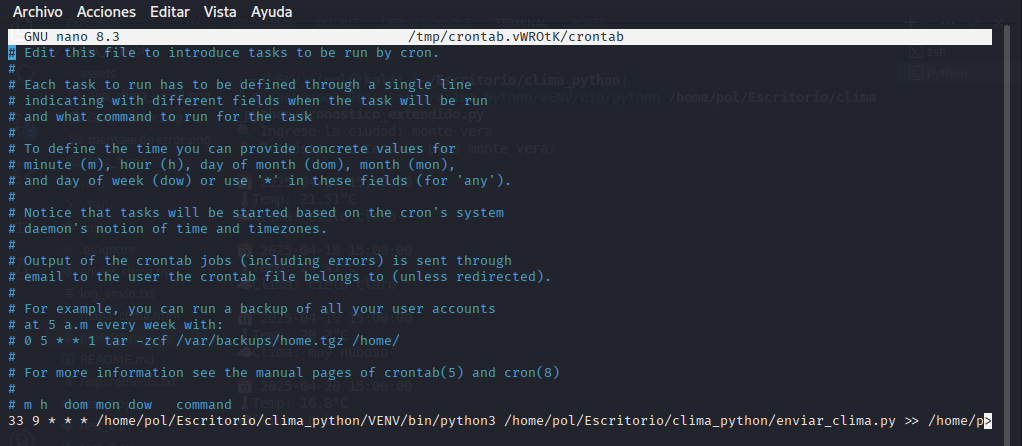 Archivo Acciones Editar Vista Ayuda
GNU nano 8.3 /tmp/crontab.vWROtK/crontab
# Edit this file to introduce tasks to be run by cron.
#
# Each task to run has to be defined through a single line
# indicating with different fields when the task will be run
# and what command to run for the task
#
# To define the time you can provide concrete values for
# minute (m), hour (h), day of month (dom), month (mon),
# and day of week (dow) or use '*' in these fields (for 'any').
#
# Notice that tasks will be started based on the cron's system
# daemon's notion of time and timezones.
#
# Output of the crontab jobs (including errors) is sent through
# email to the user the crontab file belongs to (unless redirected).
#
# For example, you can run a backup of all your user accounts
# at 5 a.m every week with:
# 0 5 * * 1 tar -zcf /var/backups/home.tgz /home/
#
# For more information see the manual pages of crontab(5) and cron(8)
#
# m h  dom mon dow   command
33 9 * * * /home/pol/Escritorio/clima_python/VENV/bin/python3 /home/pol/Escritorio/clima_python/enviar_clima.py >> /home/p>